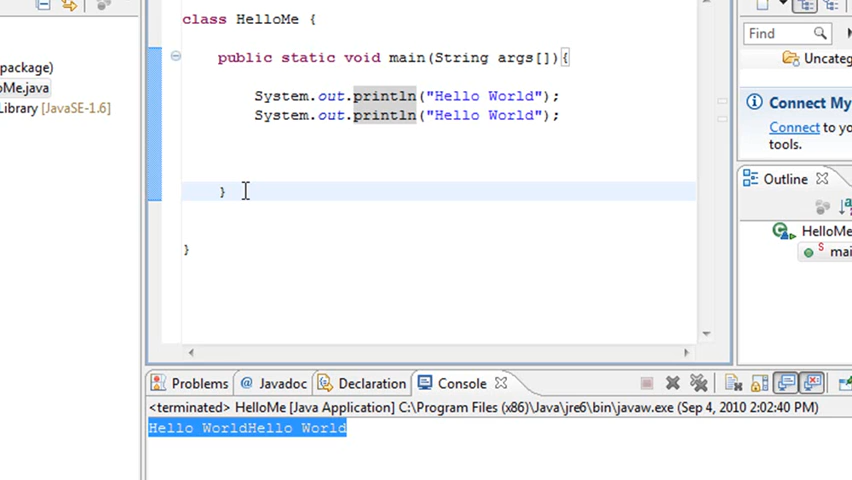 class HelloMe {
public static void main(String args[]){
System.out.println("Hello World");
System.out.println("Hello World");
}
}
package)
oMe.java
Library [JavaSE-1.6]
Find
Uncateg
Connect My
Connect to you
tools.
Outline
HelloMe
mai
Problems
@ Javadoc
Declaration
Console
<terminated> HelloMe [Java Application] C:\Program Files (x86)\Java\jre6\bin\javaw.exe (Sep 4, 2010 2:02:40 PM)
Hello WorldHello World